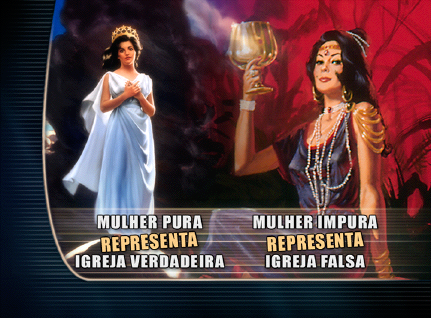 MULHER PURA
REPRESENTA
IGREJA VERDADEIRA
MULHER IMPURA
REPRESENTA
IGREJA FALSA